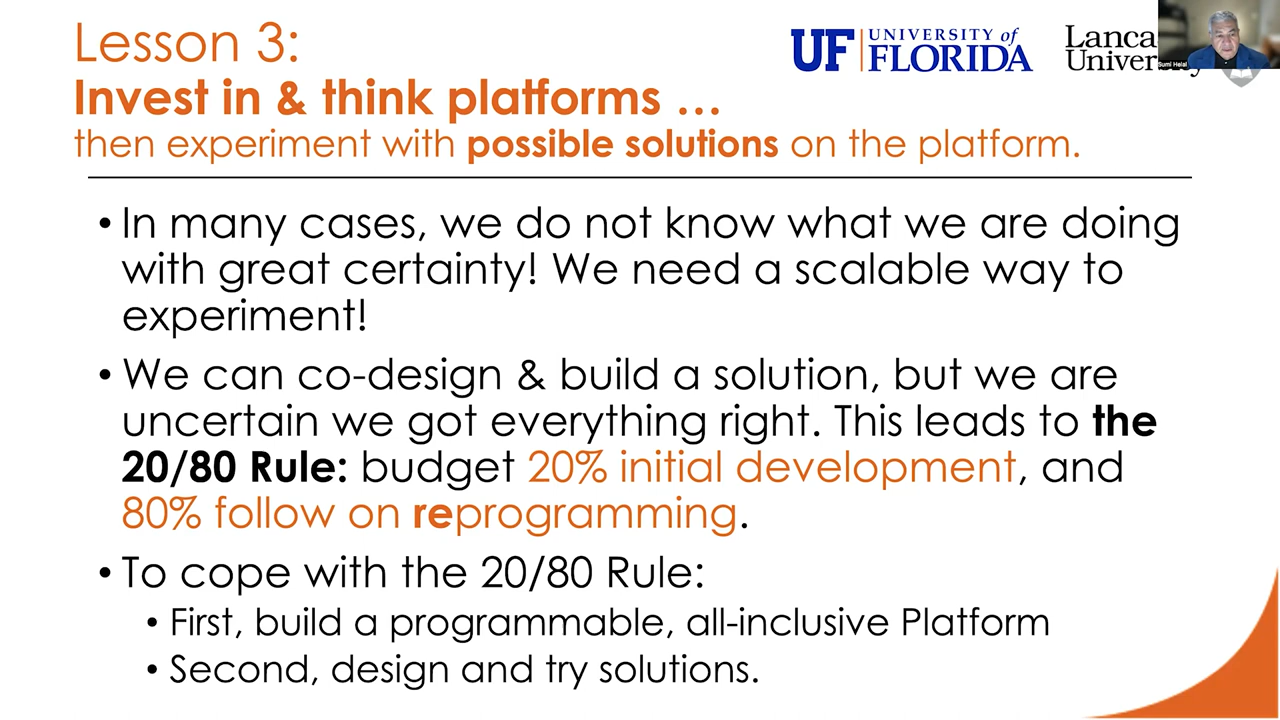 Lesson 3:
Invest in & think platforms ...
then experiment with possible solutions on the platform.
UF UNIVERSITY of
FLORIDA
University
Sumi Helal
• In many cases, we do not know what we are doing
with great certainty! We need a scalable way to
experiment!
• We can co-design & build a solution, but we are
uncertain we got everything right. This leads to the
20/80 Rule: budget 20% initial development, and
80% follow on reprogramming.
• To cope with the 20/80 Rule:
• First, build a programmable, all-inclusive Platform
• Second, design and try solutions.